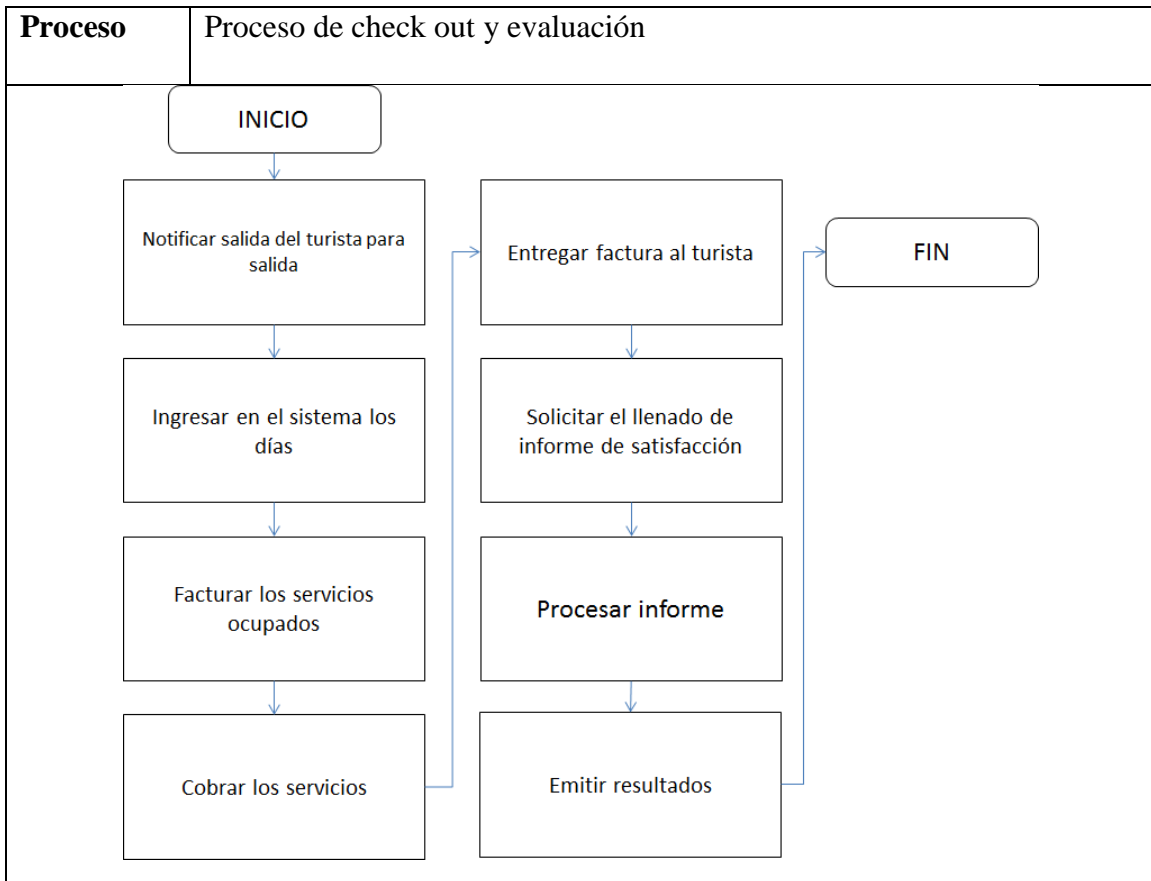 Proceso
Proceso de check out y evaluación
INICIO
Notificar salida del turista para
salida
Ingresar en el sistema los
días
Facturar los servicios
ocupados
Cobrar los servicios
Entregar factura al turista
Solicitar el llenado de
informe de satisfacción
Procesar informe
Emitir resultados
FIN